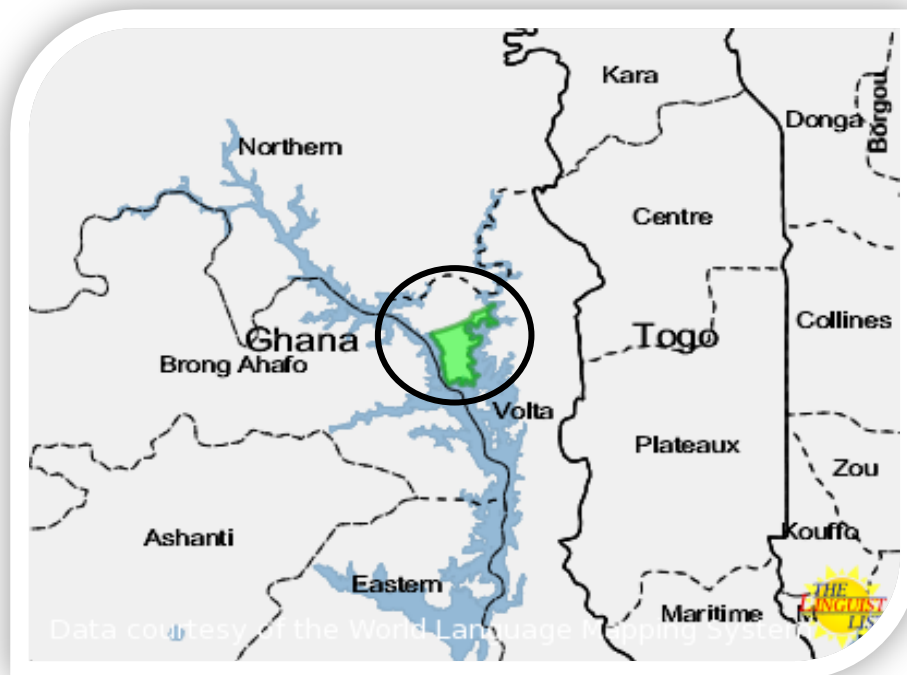 Kara
Donga
Borgou
Northern
Centre
Ghana
Togo
Collines
Brong Ahafo
Volta
Plateaux
Zou
Ashanti
Kouffo
Eastern
Maritime
THE
LINGUIST
LIST
Data courtesy of the World Language Mapping System